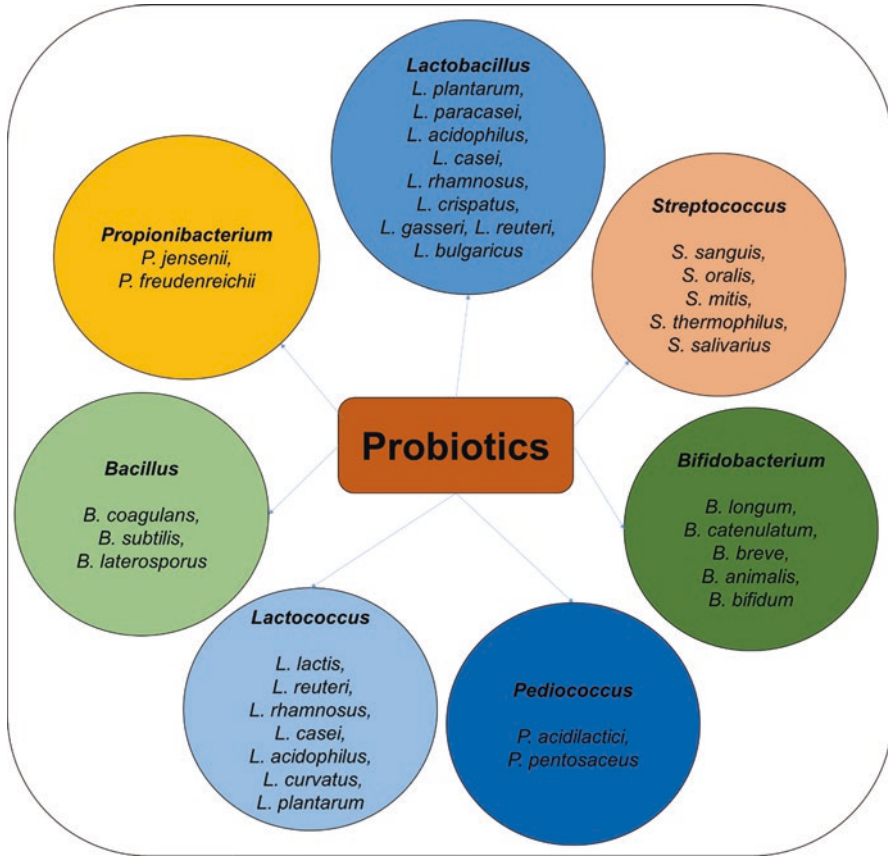 Lactobacillus
L. plantarum,
L. paracasei,
L. acidophilus,
L. casei,
L. rhamnosus,
L. crispatus,
L. gasseri, L. reuteri,
L. bulgaricus
Propionibacterium
P. jensenii,
P. freudenreichii
Streptococcus
S. sanguis,
S. oralis,
S. mitis,
S. thermophilus,
S. salivarius
Probiotics
Bacillus
B. coagulans,
B. subtilis,
B. laterosporus
Bifidobacterium
B. longum,
B. catenulatum,
B. breve,
B. animalis,
B. bifidum
Lactococcus
L. lactis,
L. reuteri,
L. rhamnosus,
L. casei,
L. acidophilus,
L. curvatus,
L. plantarum
Pediococcus
P. acidilactici,
P. pentosaceus